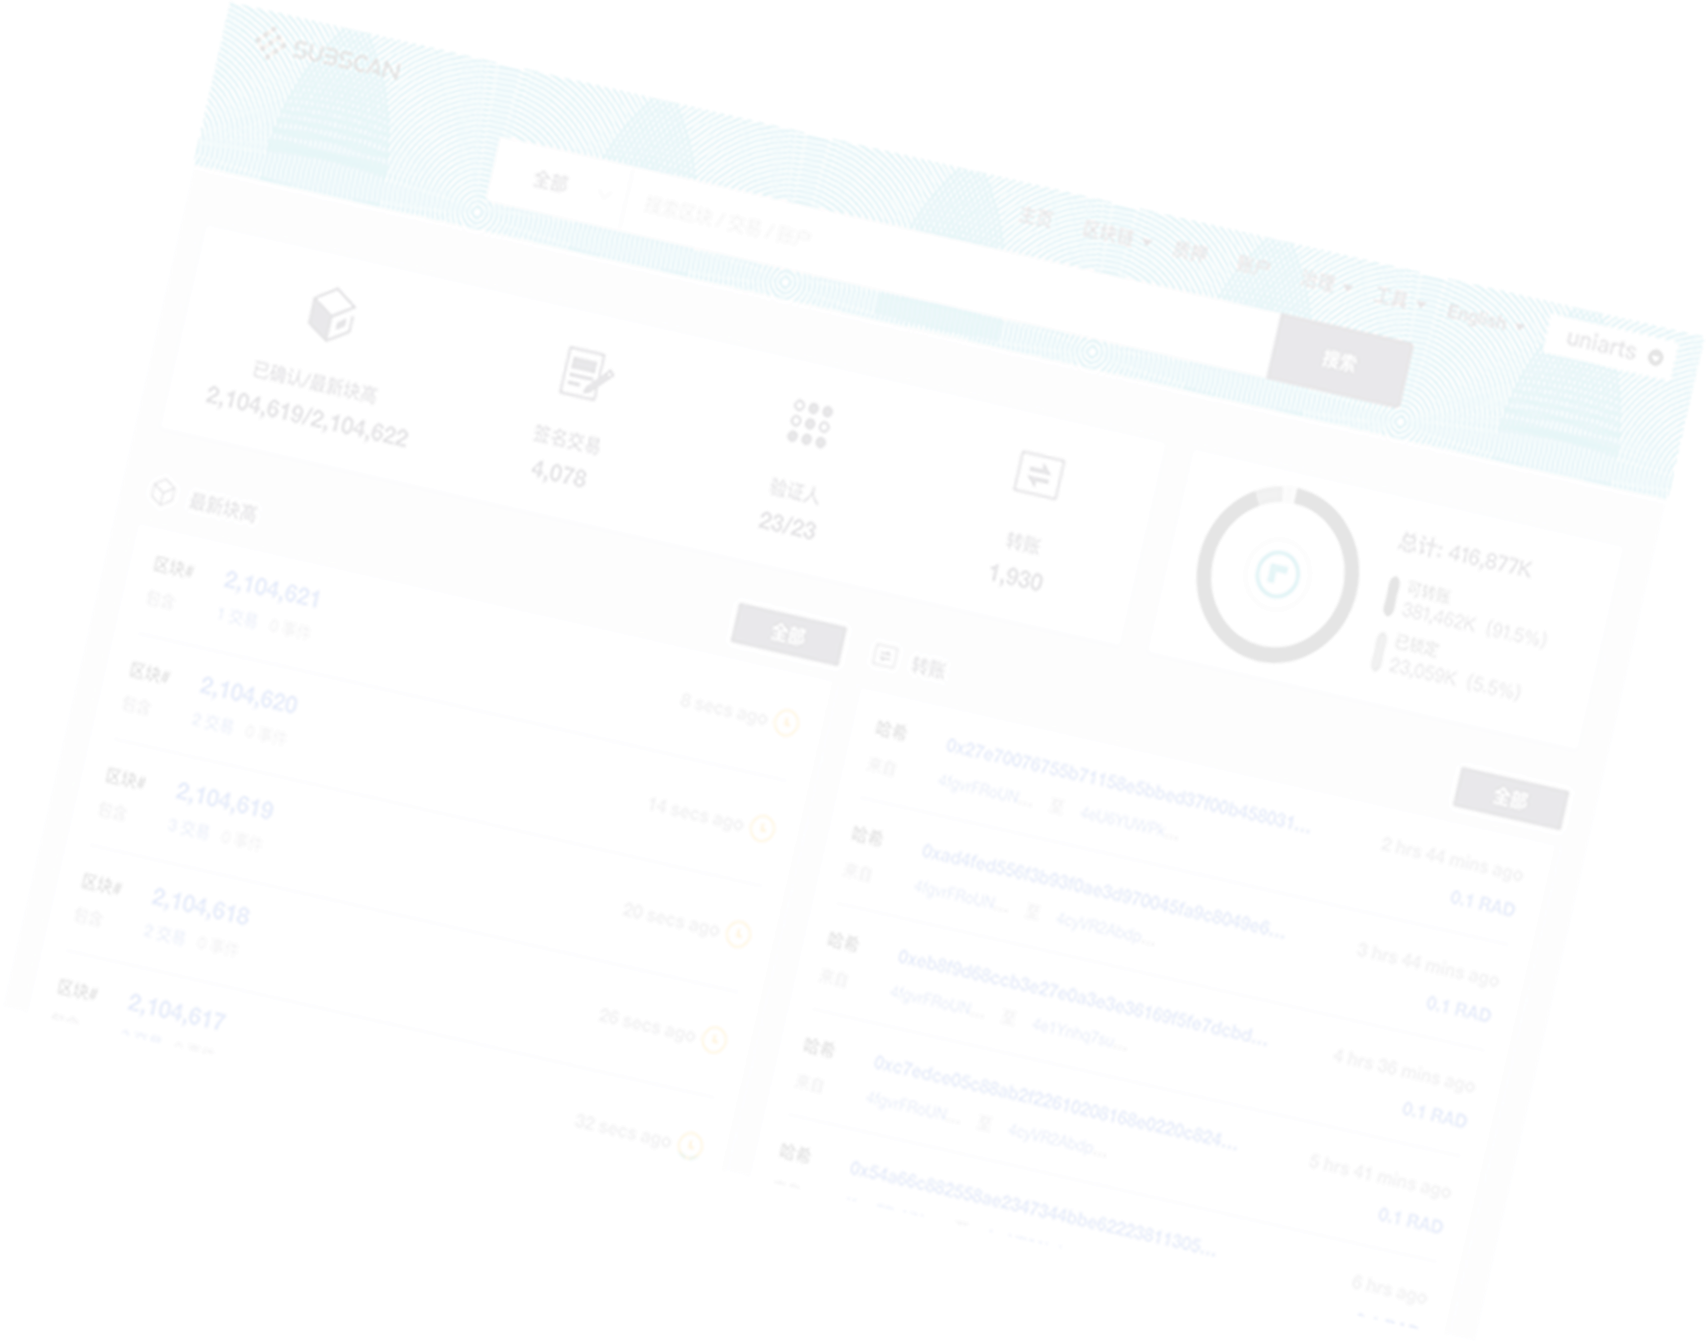 SUBSCAN
主页 区块链 质押 账户 治理 工具 English uniarts
全部 搜索区块 / 交易 / 账户 搜索
已确认/最新块高
2,104,619/2,104,622
签名交易
4,078
验证人
23/23
转账
1,930
总计: 416,877K
可转账
381,462K (91.5%)
已锁定
23,059K (5.5%)
最新块高 全部
区块# 2,104,621
包含 1 交易 0 事件 8 secs ago
区块# 2,104,620
包含 2 交易 0 事件 14 secs ago
区块# 2,104,619
包含 3 交易 0 事件 20 secs ago
区块# 2,104,618
包含 2 交易 0 事件 26 secs ago
区块# 2,104,617
32 secs ago
转账 全部
哈希 0x27e70076755b71158e5bbed37f00b458031... 2 hrs 44 mins ago
来自 4fgvrFRoUN... 至 0.1 RAD
哈希 0xad4fed556f3b93f0ae3d970045fa9c8049e6... 3 hrs 44 mins ago
来自 4fgvrFRoUN... 至 4cyVR2Abdp... 0.1 RAD
哈希 0xeb8f9d68ccb3e27e0a3e3e36169f5fe7dcbd... 4 hrs 36 mins ago
来自 4fgvrFRoUN... 至 0.1 RAD
哈希 0xc7edce05c88ab2f22610208168e0220c824... 5 hrs 41 mins ago
来自 4fgvrFRoUN... 至 4cyVR2Abdp... 0.1 RAD
哈希 0x54a66c882558ae2347344bbe62223811305... 6 hrs ago